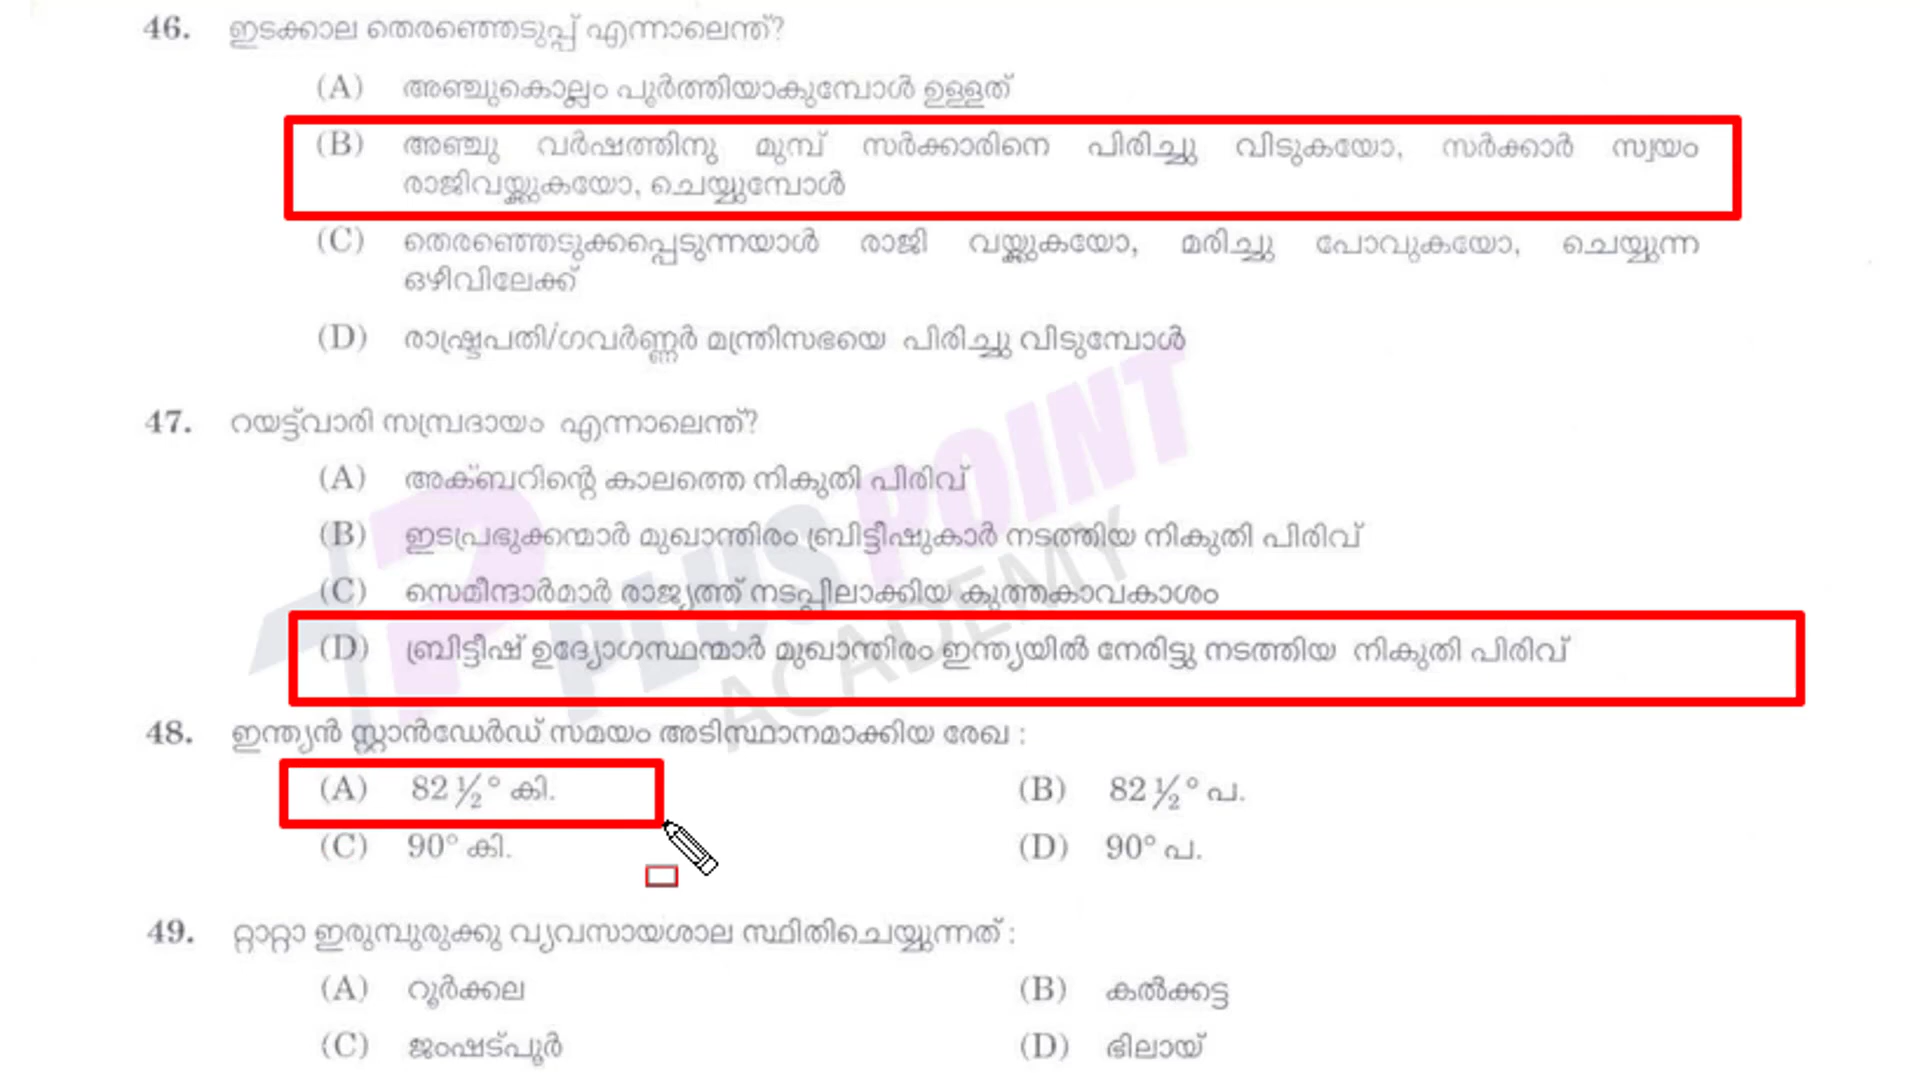 46. ഇടക്കാല തെരഞ്ഞെടുപ്പ് എന്നാലെന്ത്?
(A) അഞ്ചുകൊല്ലം പൂർത്തിയാകുമ്പോൾ ഉള്ളത്
(B) അഞ്ചു വർഷത്തിനു മുമ്പ് സർക്കാരിനെ പിരിച്ചു വിടുകയോ, സർക്കാർ സ്വയം
രാജിവയ്ക്കുകയോ, ചെയ്യുമ്പോൾ
(C) തെരഞ്ഞെടുക്കപ്പെടുന്നയാൾ രാജി വയ്ക്കുകയോ, മരിച്ചു പോവുകയോ, ചെയ്യുന്ന
ഒഴിവിലേക്ക്
(D) രാഷ്ട്രപതി/ഗവർണ്ണർ മന്ത്രിസഭയെ പിരിച്ചു വിടുമ്പോൾ
47. റയട്ട്‌വാരി സമ്പ്രദായം എന്നാലെന്ത്?
(A) അക്ബറിന്റെ കാലത്തെ നികുതി പിരിവ്
(B) ഇടപ്രഭുക്കന്മാർ മുഖാന്തിരം ബ്രിട്ടീഷുകാർ നടത്തിയ നികുതി പിരിവ്
(C) സെമീന്ദാർമാർ രാജ്യത്ത് നടപ്പിലാക്കിയ കുത്തകാവകാശം
(D) ബ്രിട്ടീഷ് ഉദ്യോഗസ്ഥന്മാർ മുഖാന്തിരം ഇന്ത്യയിൽ നേരിട്ടു നടത്തിയ നികുതി പിരിവ്
PLUS POINT
ACADEMY
48. ഇന്ത്യൻ സ്റ്റാൻഡേർഡ് സമയം അടിസ്ഥാനമാക്കിയ രേഖ :
(A) 82 ½° കി. (B) 82 ½° പ.
(C) 90° കി. (D) 90° പ.
49. റ്റാറ്റാ ഇരുമ്പുരുക്കു വ്യവസായശാല സ്ഥിതിചെയ്യുന്നത് :
(A) റൂർക്കല (B) കൽക്കട്ട
(C) ജംഷട്പൂർ (D) ഭിലായ്